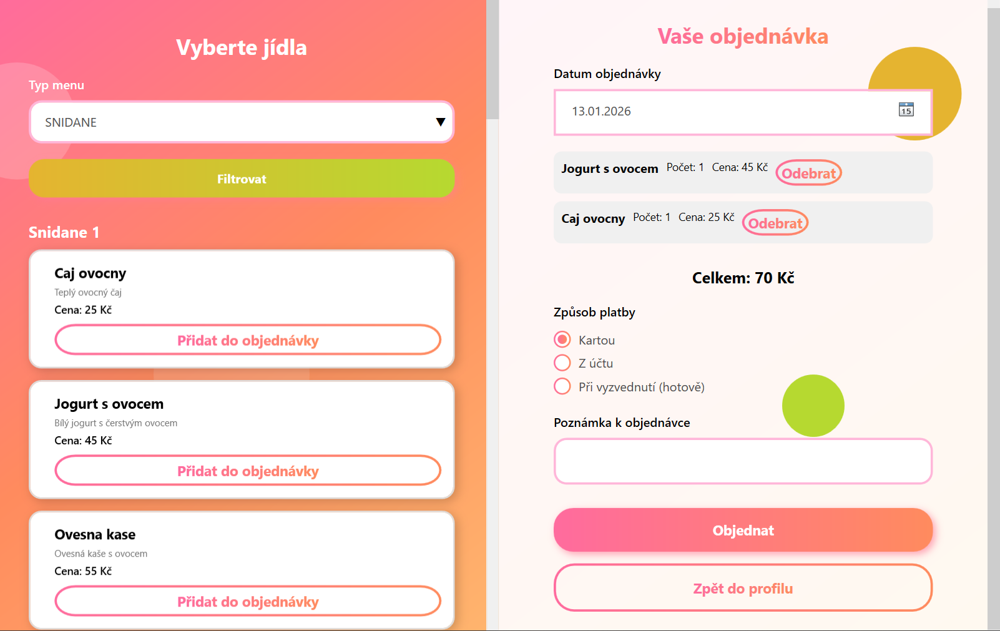 Vyberte jídla
Typ menu
SNIDANE
Filtrovat
Snidane 1
Caj ovocny
Teplý ovocný čaj
Cena: 25 Kč
Přidat do objednávky
Jogurt s ovocem
Bílý jogurt s čerstvým ovocem
Cena: 45 Kč
Přidat do objednávky
Ovesna kase
Ovesná kaše s ovocem
Cena: 55 Kč
Přidat do objednávky
Vaše objednávka
Datum objednávky
13.01.2026
15
Jogurt s ovocem Počet: 1 Cena: 45 Kč Odebrat
Caj ovocny Počet: 1 Cena: 25 Kč Odebrat
Celkem: 70 Kč
Způsob platby
Kartou
Z účtu
Při vyzvednutí (hotově)
Poznámka k objednávce
Objednat
Zpět do profilu